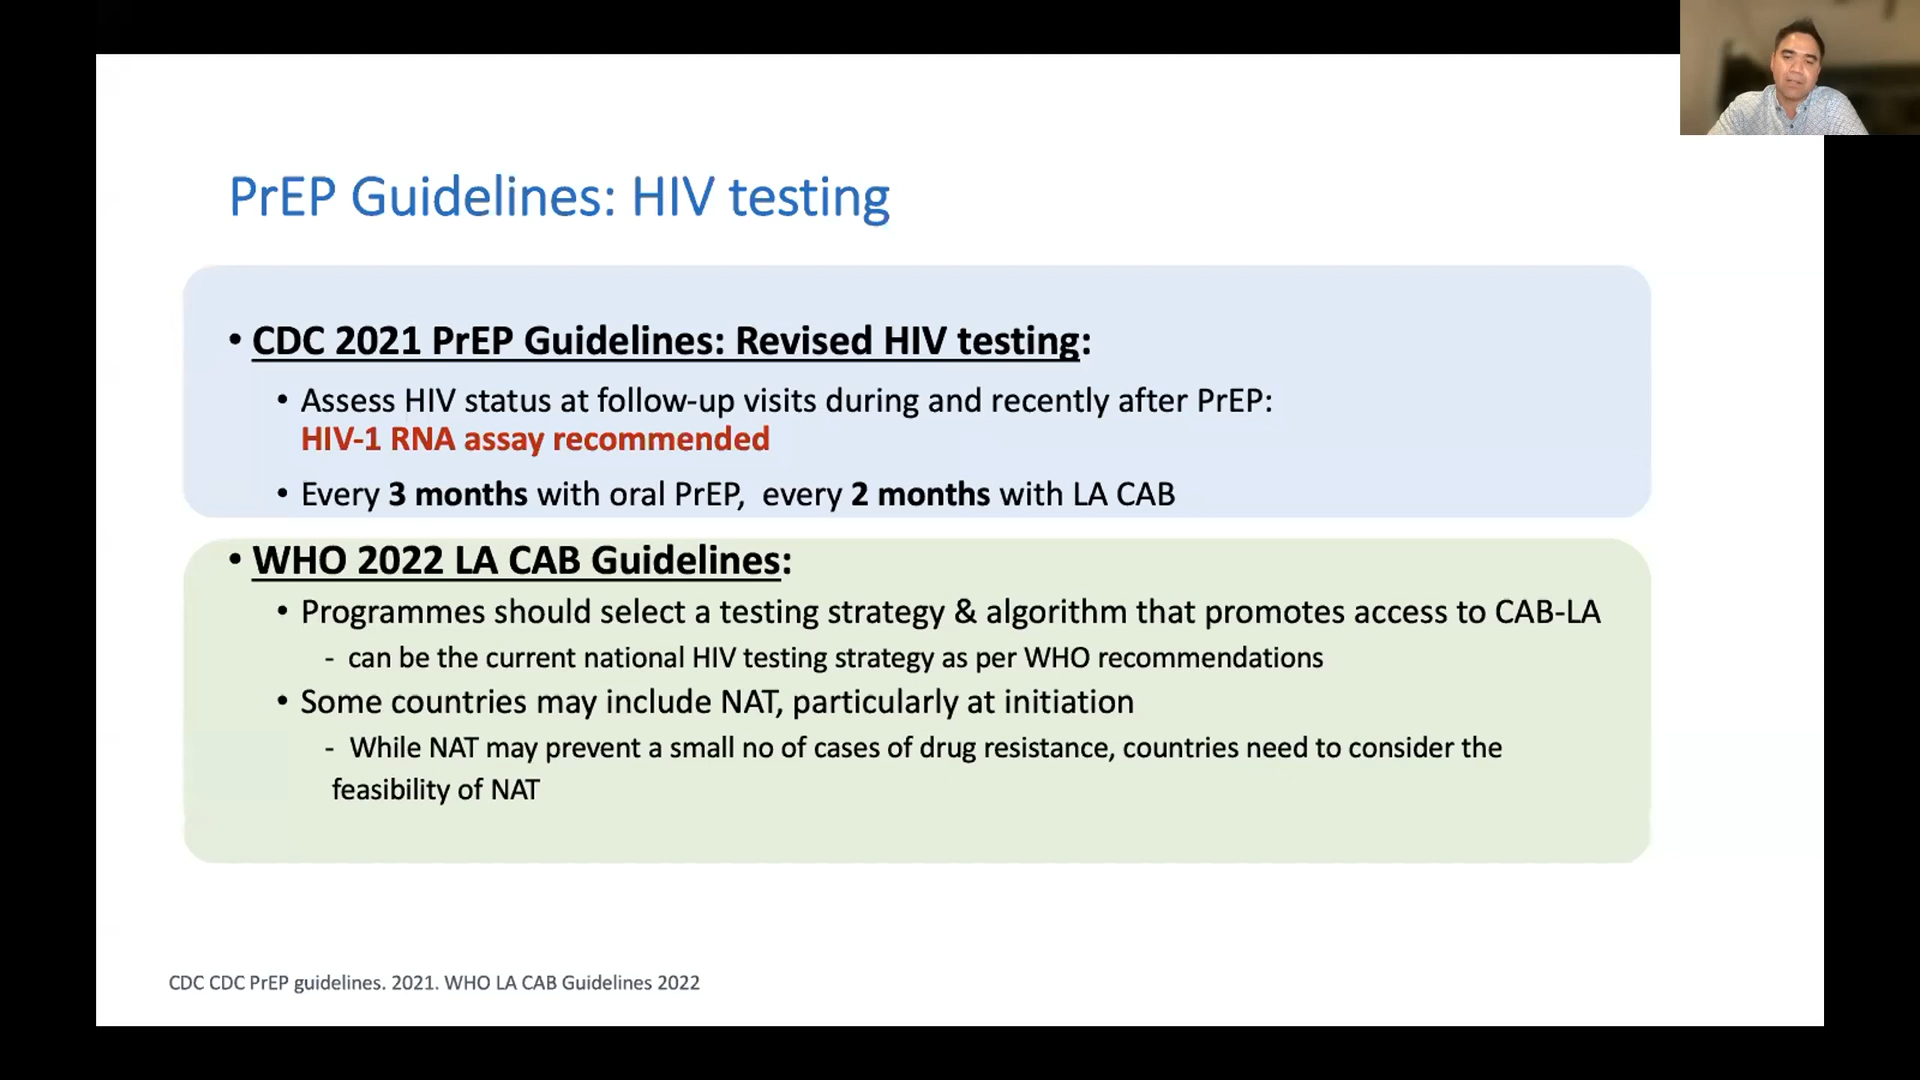 PrEP Guidelines: HIV testing
• CDC 2021 PrEP Guidelines: Revised HIV testing:
• Assess HIV status at follow-up visits during and recently after PrEP:
HIV-1 RNA assay recommended
• Every 3 months with oral PrEP, every 2 months with LA CAB
• WHO 2022 LA CAB Guidelines:
• Programmes should select a testing strategy & algorithm that promotes access to CAB-LA
- can be the current national HIV testing strategy as per WHO recommendations
• Some countries may include NAT, particularly at initiation
- While NAT may prevent a small no of cases of drug resistance, countries need to consider the
feasibility of NAT
CDC CDC PrEP guidelines. 2021. WHO LA CAB Guidelines 2022